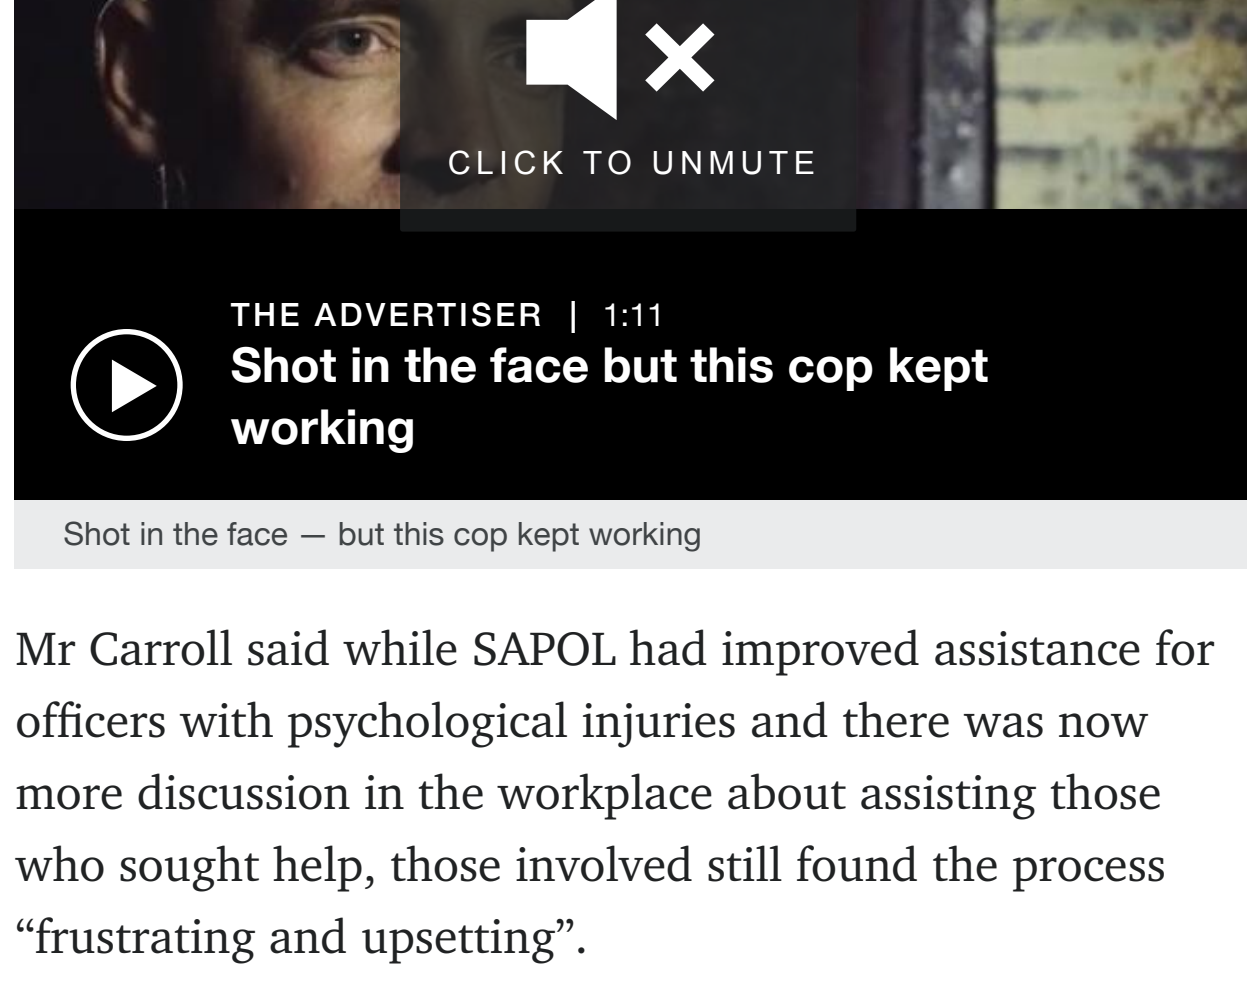 CLICK TO UNMUTE
THE ADVERTISER | 1:11
Shot in the face but this cop kept
working
Shot in the face — but this cop kept working
Mr Carroll said while SAPOL had improved assistance for
officers with psychological injuries and there was now
more discussion in the workplace about assisting those
who sought help, those involved still found the process
“frustrating and upsetting”.